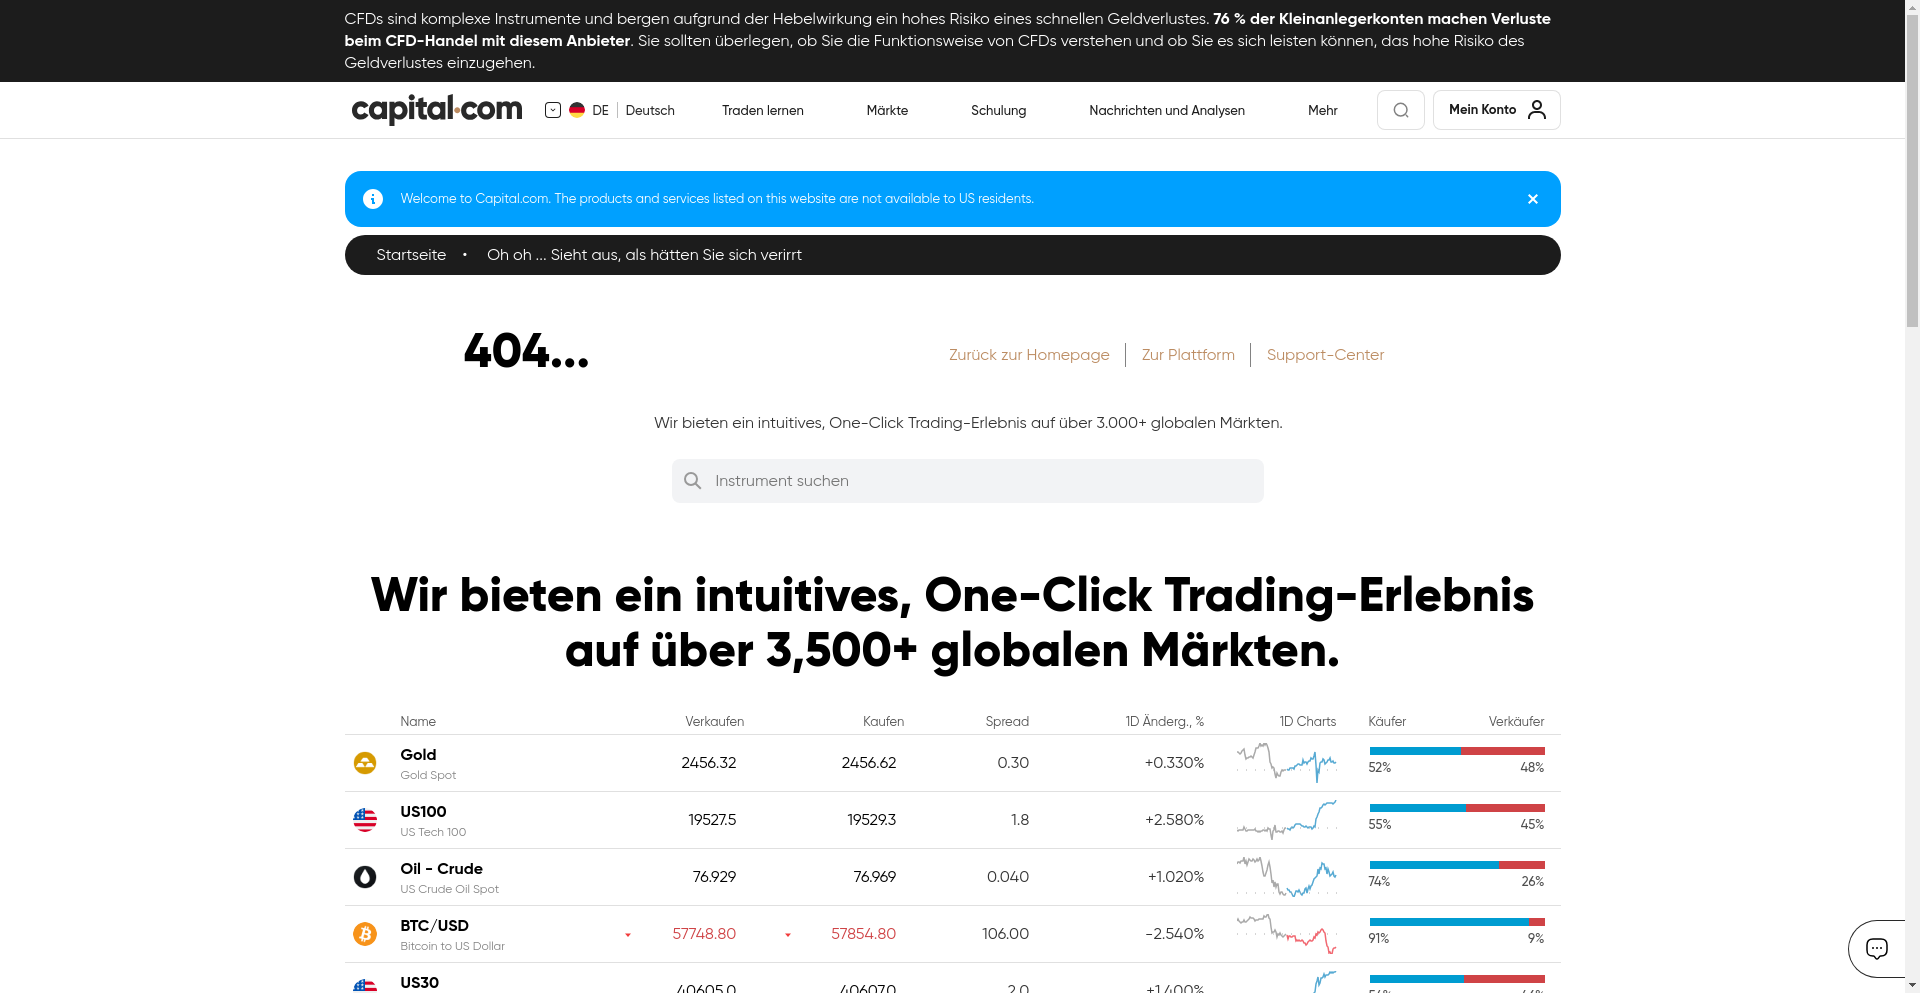 CFDs sind komplexe Instrumente und bergen aufgrund der Hebelwirkung ein hohes Risiko eines schnellen Geldverlustes. 76 % der Kleinanlegerkonten machen Verluste
beim CFD-Handel mit diesem Anbieter. Sie sollten überlegen, ob Sie die Funktionsweise von CFDs verstehen und ob Sie es sich leisten können, das hohe Risiko des
Geldverlustes einzugehen.
capital.com DE Deutsch Traden lernen Märkte Schulung Nachrichten und Analysen Mehr Mein Konto
Welcome to Capital.com. The products and services listed on this website are not available to US residents.
Startseite • Oh oh ... Sieht aus, als hätten Sie sich verirrt
404...
Zurück zur Homepage Zur Plattform Support-Center
Wir bieten ein intuitives, One-Click Trading-Erlebnis auf über 3.000+ globalen Märkten.
Instrument suchen
Wir bieten ein intuitives, One-Click Trading-Erlebnis
auf über 3,500+ globalen Märkten.
Name Verkaufen Kaufen Spread 1D Änderg., % 1D Charts Käufer Verkäufer
Gold 2456.32 2456.62 0.30 +0.330% 52% 48%
Gold Spot
US100 19527.5 19529.3 1.8 +2.580% 55% 45%
US Tech 100
Oil - Crude 76.929 76.969 0.040 +1.020% 74% 26%
US Crude Oil Spot
BTC/USD 57748.80 57854.80 106.00 -2.540% 91% 9%
Bitcoin to US Dollar
US30 40605.0 40607.0 2.0 +1.400%